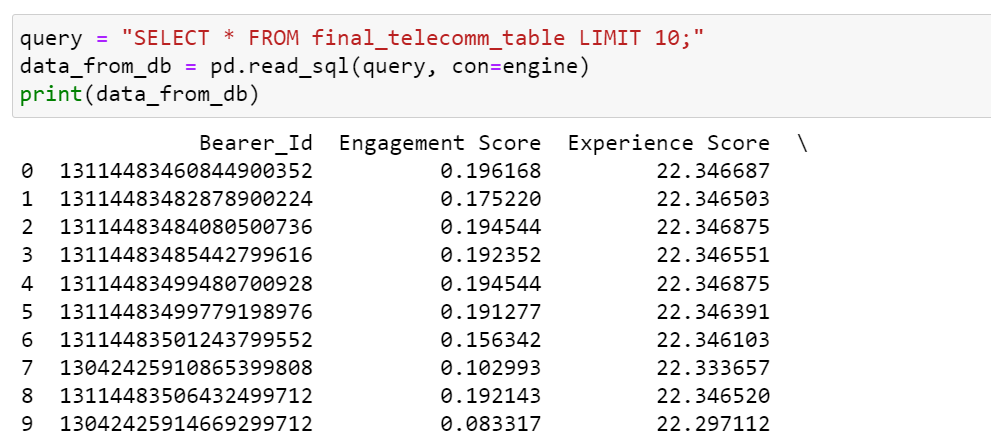 query = "SELECT * FROM final_telecomm_table LIMIT 10;"
data_from_db = pd.read_sql(query, con=engine)
print(data_from_db)
Bearer_Id Engagement Score Experience Score \
0 13114483460844900352 0.196168 22.346687
1 13114483482878900224 0.175220 22.346503
2 13114483484080500736 0.194544 22.346875
3 13114483485442799616 0.192352 22.346551
4 13114483499480700928 0.194544 22.346875
5 13114483499779198976 0.191277 22.346391
6 13114483501243799552 0.156342 22.346103
7 13042425910865399808 0.102993 22.333657
8 13114483506432499712 0.192143 22.346520
9 13042425914669299712 0.083317 22.297112